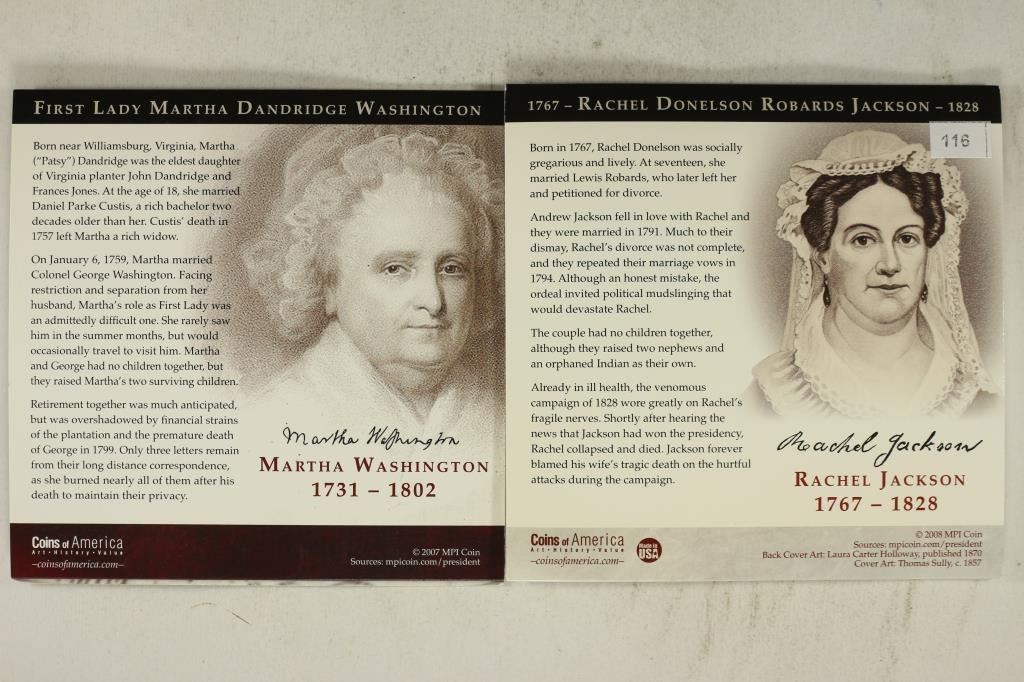 FIRST LADY MARTHA DANDRIDGE WASHINGTON
Born near Williamsburg, Virginia, Martha
("Patsy") Dandridge was the eldest daughter
of Virginia planter John Dandridge and
Frances Jones. At the age of 18, she married
Daniel Parke Custis, a rich bachelor two
decades older than her. Custis' death in
1757 left Martha a rich widow.
On January 6, 1759, Martha married
Colonel George Washington. Facing
restriction and separation from her
husband, Martha's role as First Lady was
an admittedly difficult one. She rarely saw
him in the summer months, but would
occasionally travel to visit him. Martha
and George had no children together, but
they raised Martha's two surviving children.
Retirement together was much anticipated,
but was overshadowed by financial strains
of the plantation and the premature death
of George in 1799. Only three letters remain
from their long distance correspondence,
as she burned nearly all of them after his
death to maintain their privacy.
Martha Washington
MARTHA WASHINGTON
1731 – 1802
Coins of America
Art • History • Value
–coinsofamerica.com–
© 2007 MPI Coin
Sources: mpicoin.com/president
1767 – RACHEL DONELSON ROBARDS JACKSON – 1828
116
Born in 1767, Rachel Donelson was socially
gregarious and lively. At seventeen, she
married Lewis Robards, who later left her
and petitioned for divorce.
Andrew Jackson fell in love with Rachel and
they were married in 1791. Much to their
dismay, Rachel's divorce was not complete,
and they repeated their marriage vows in
1794. Although an honest mistake, the
ordeal invited political mudslinging that
would devastate Rachel.
The couple had no children together,
although they raised two nephews and
an orphaned Indian as their own.
Already in ill health, the venomous
campaign of 1828 wore greatly on Rachel's
fragile nerves. Shortly after hearing the
news that Jackson had won the presidency,
Rachel collapsed and died. Jackson forever
blamed his wife's tragic death on the hurtful
attacks during the campaign.
Rachel Jackson
RACHEL JACKSON
1767 – 1828
Coins of America
Art • History • Value
–coinsofamerica.com–
Made in
USA
© 2008 MPI Coin
Sources: mpicoin.com/president
Back Cover Art: Laura Carter Holloway, published 1870
Cover Art: Thomas Sully, c. 1857